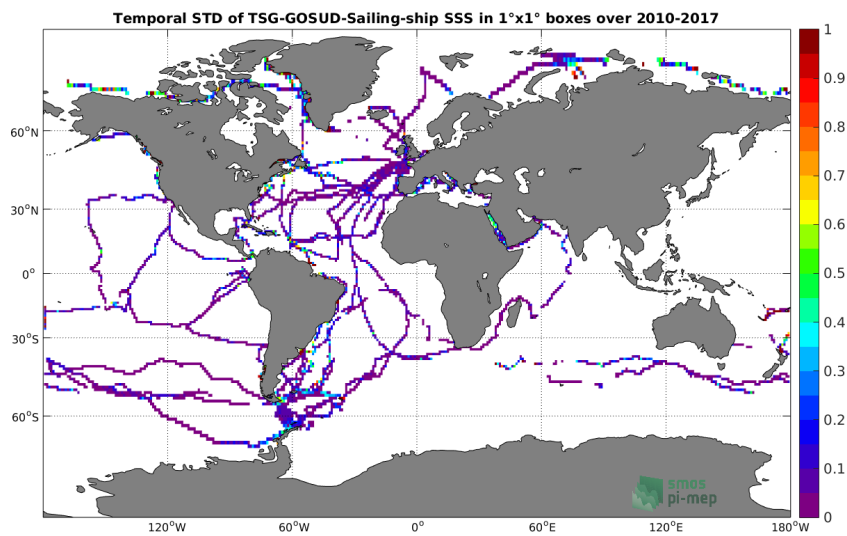 Temporal STD of TSG-GOSUD-Sailing-ship SSS in 1°x1° boxes over 2010-2017
1
0.9
0.8
0.7
0.6
0.5
0.4
0.3
0.2
0.1
0
60°N
30°N
0°
30°S
60°S
smos
pi-mep
120°W
60°W
0°
60°E
120°E
180°W